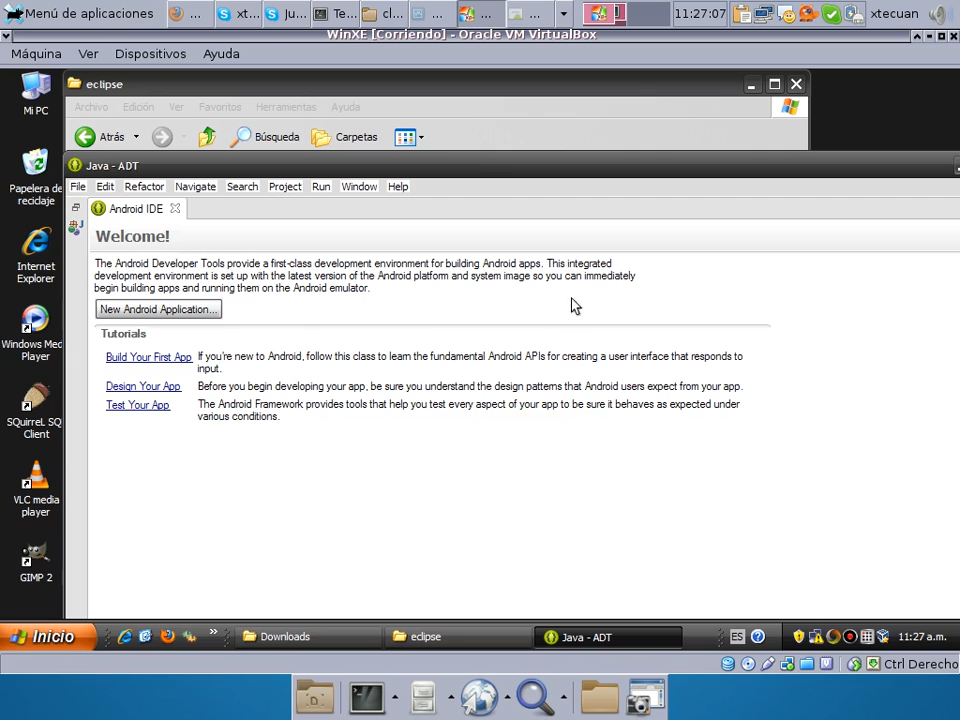 Menú de aplicaciones ... xt... Ju... Te... cl... ... ... ... 11:27:07 xtecuan
WinXE [Corriendo] - Oracle VM VirtualBox
Máquina Ver Dispositivos Ayuda
Mi PC
Papelera de
reciclaje
Internet
Explorer
Windows Med
Player
SQuirreL SQ
Client
VLC media
player
GIMP 2
eclipse
Archivo Edición Ver Favoritos Herramientas Ayuda
Atrás Búsqueda Carpetas
Java - ADT
File Edit Refactor Navigate Search Project Run Window Help
Android IDE
Welcome!
The Android Developer Tools provide a first-class development environment for building Android apps. This integrated
development environment is set up with the latest version of the Android platform and system image so you can immediately
begin building apps and running them on the Android emulator.
New Android Application...
Tutorials
Build Your First App If you're new to Android, follow this class to learn the fundamental Android APIs for creating a user interface that responds to
input.
Design Your App Before you begin developing your app, be sure you understand the design patterns that Android users expect from your app.
Test Your App The Android Framework provides tools that help you test every aspect of your app to be sure it behaves as expected under
various conditions.
Inicio » Downloads eclipse Java - ADT ES 11:27 a.m.
Ctrl Derecho